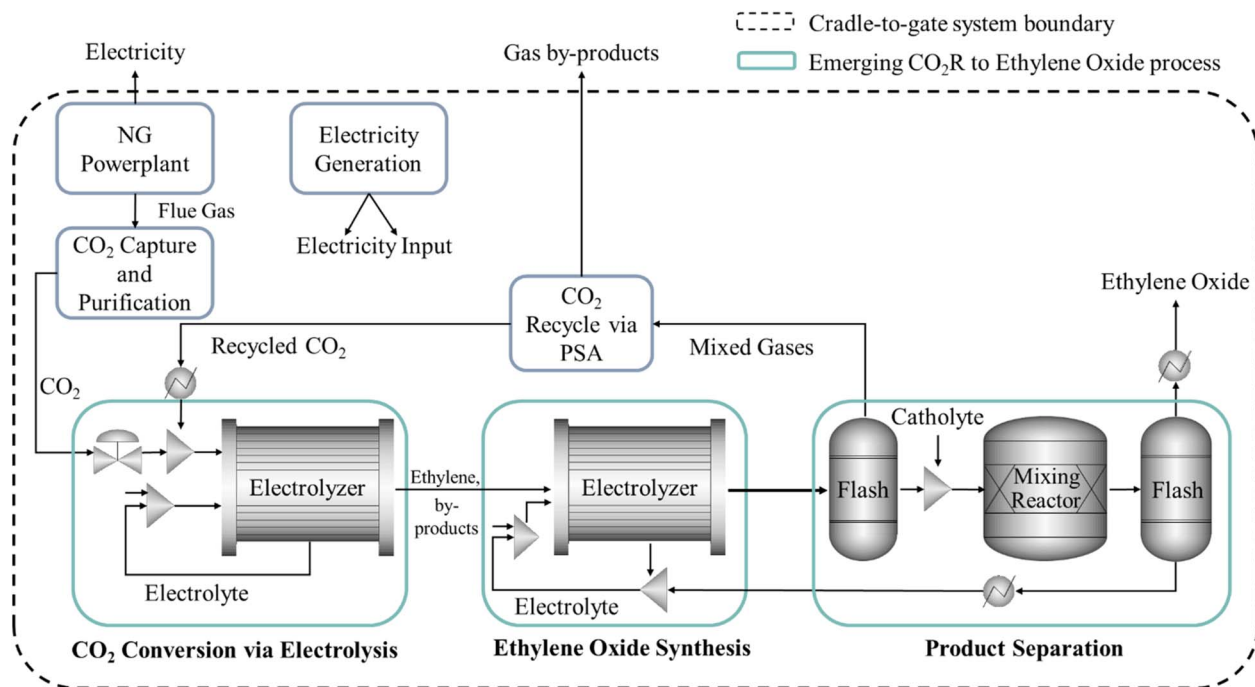 Cradle-to-gate system boundary
Emerging CO₂R to Ethylene Oxide process
Electricity
Gas by-products
NG
Powerplant
Electricity
Generation
Flue Gas
Electricity Input
CO₂ Capture
and
Purification
CO₂
Recycle via
PSA
Ethylene Oxide
Recycled CO₂
Mixed Gases
CO₂
Catholyte
Electrolyzer
Ethylene,
by-
products
Electrolyzer
Flash
Mixing
Reactor
Flash
Electrolyte
Electrolyte
CO₂ Conversion via Electrolysis
Ethylene Oxide Synthesis
Product Separation